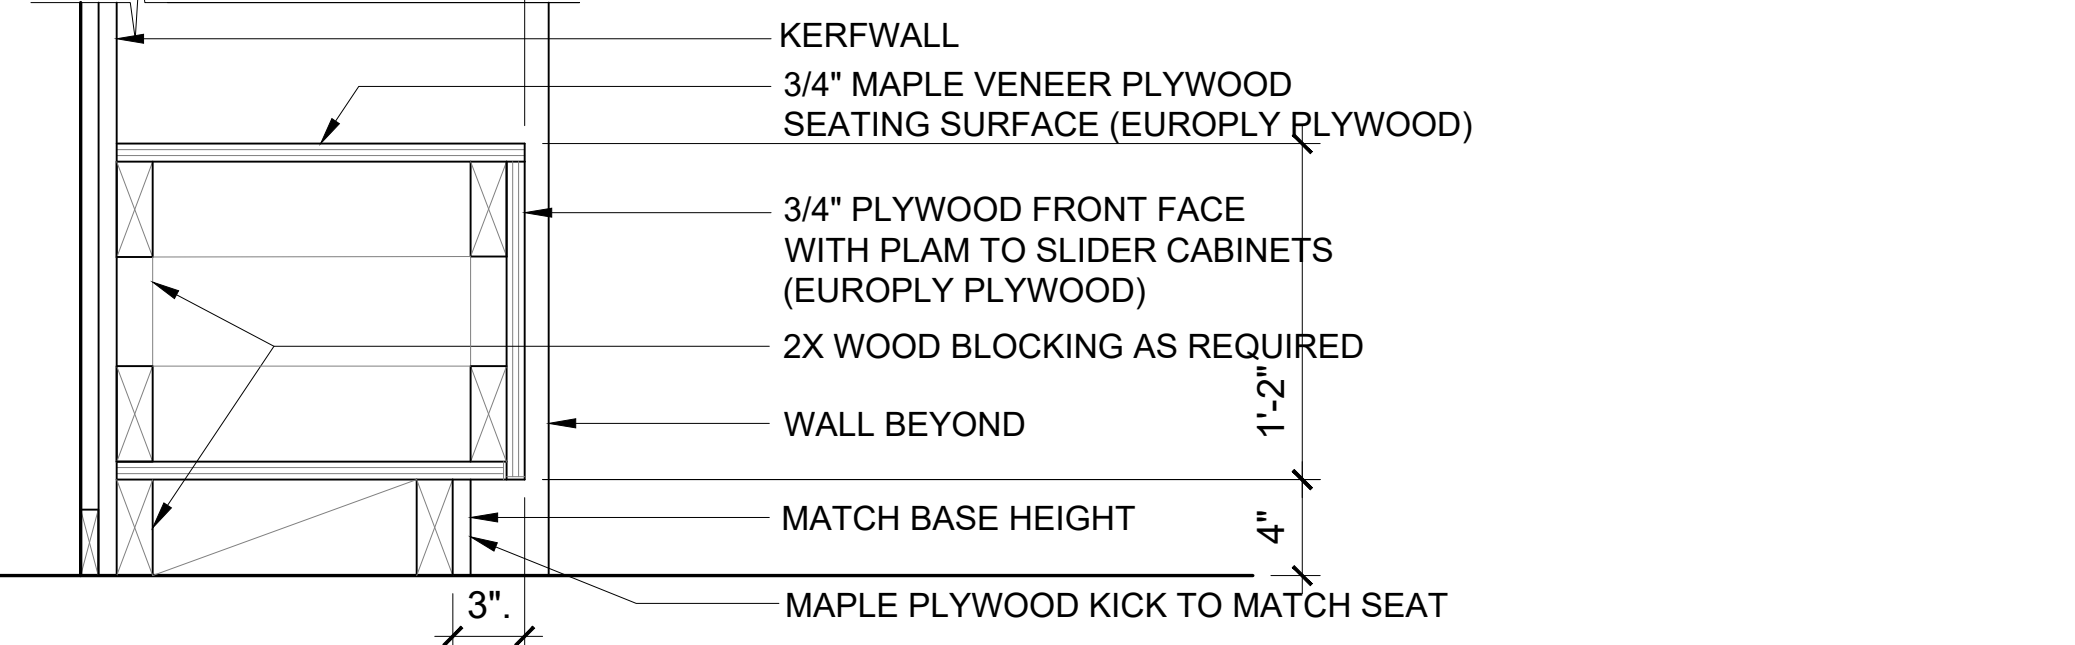 KERFWALL
3/4" MAPLE VENEER PLYWOOD
SEATING SURFACE (EUROPLY PLYWOOD)
3/4" PLYWOOD FRONT FACE
WITH PLAM TO SLIDER CABINETS
(EUROPLY PLYWOOD)
2X WOOD BLOCKING AS REQUIRED
1'-2"
WALL BEYOND
MATCH BASE HEIGHT
4"
3".
MAPLE PLYWOOD KICK TO MATCH SEAT